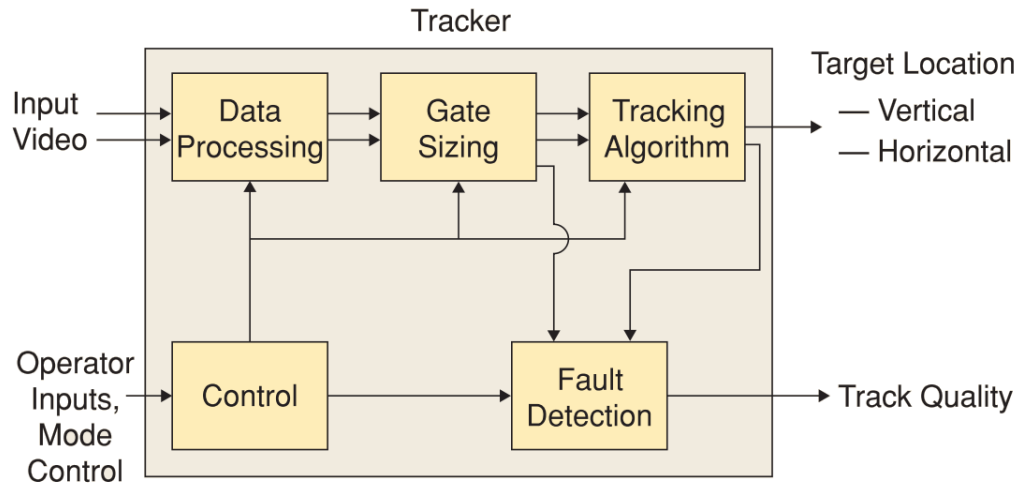 Tracker
Input
Video
Data
Processing
Gate
Sizing
Tracking
Algorithm
Target Location
— Vertical
— Horizontal
Operator
Inputs,
Mode
Control
Control
Fault
Detection
Track Quality